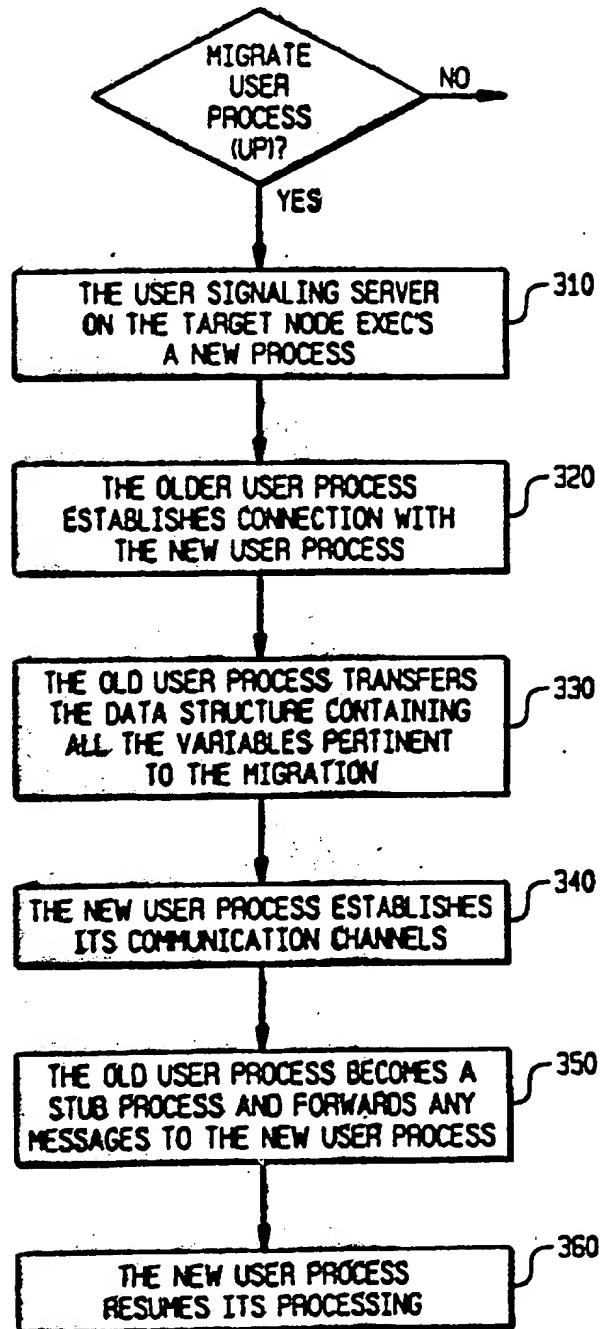 MIGRATE
USER
PROCESS
(UP)?
NO
YES
310
THE USER SIGNALING SERVER
ON THE TARGET NODE EXEC'S
A NEW PROCESS
320
THE OLDER USER PROCESS
ESTABLISHES CONNECTION WITH
THE NEW USER PROCESS
330
THE OLD USER PROCESS TRANSFERS
THE DATA STRUCTURE CONTAINING
ALL THE VARIABLES PERTINENT
TO THE MIGRATION
340
THE NEW USER PROCESS ESTABLISHES
ITS COMMUNICATION CHANNELS
350
THE OLD USER PROCESS BECOMES A
STUB PROCESS AND FORWARDS ANY
MESSAGES TO THE NEW USER PROCESS
360
THE NEW USER PROCESS
RESUMES ITS PROCESSING